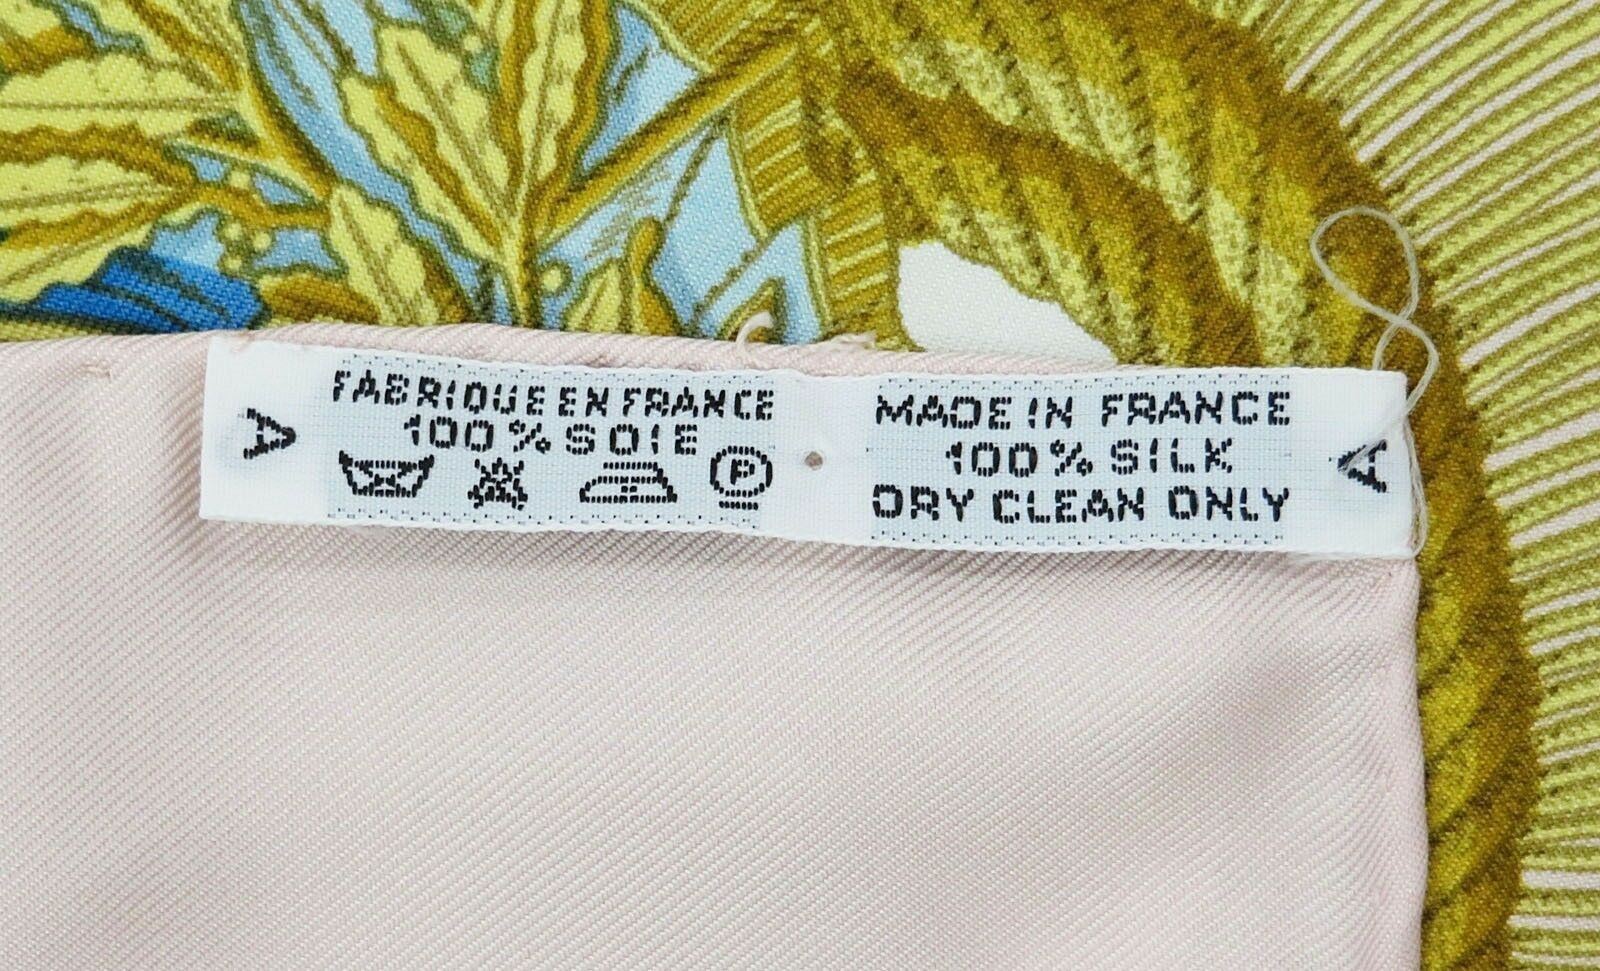 A
FABRIQUE EN FRANCE
100% SOIE
P
MADE IN FRANCE
100% SILK
DRY CLEAN ONLY
A